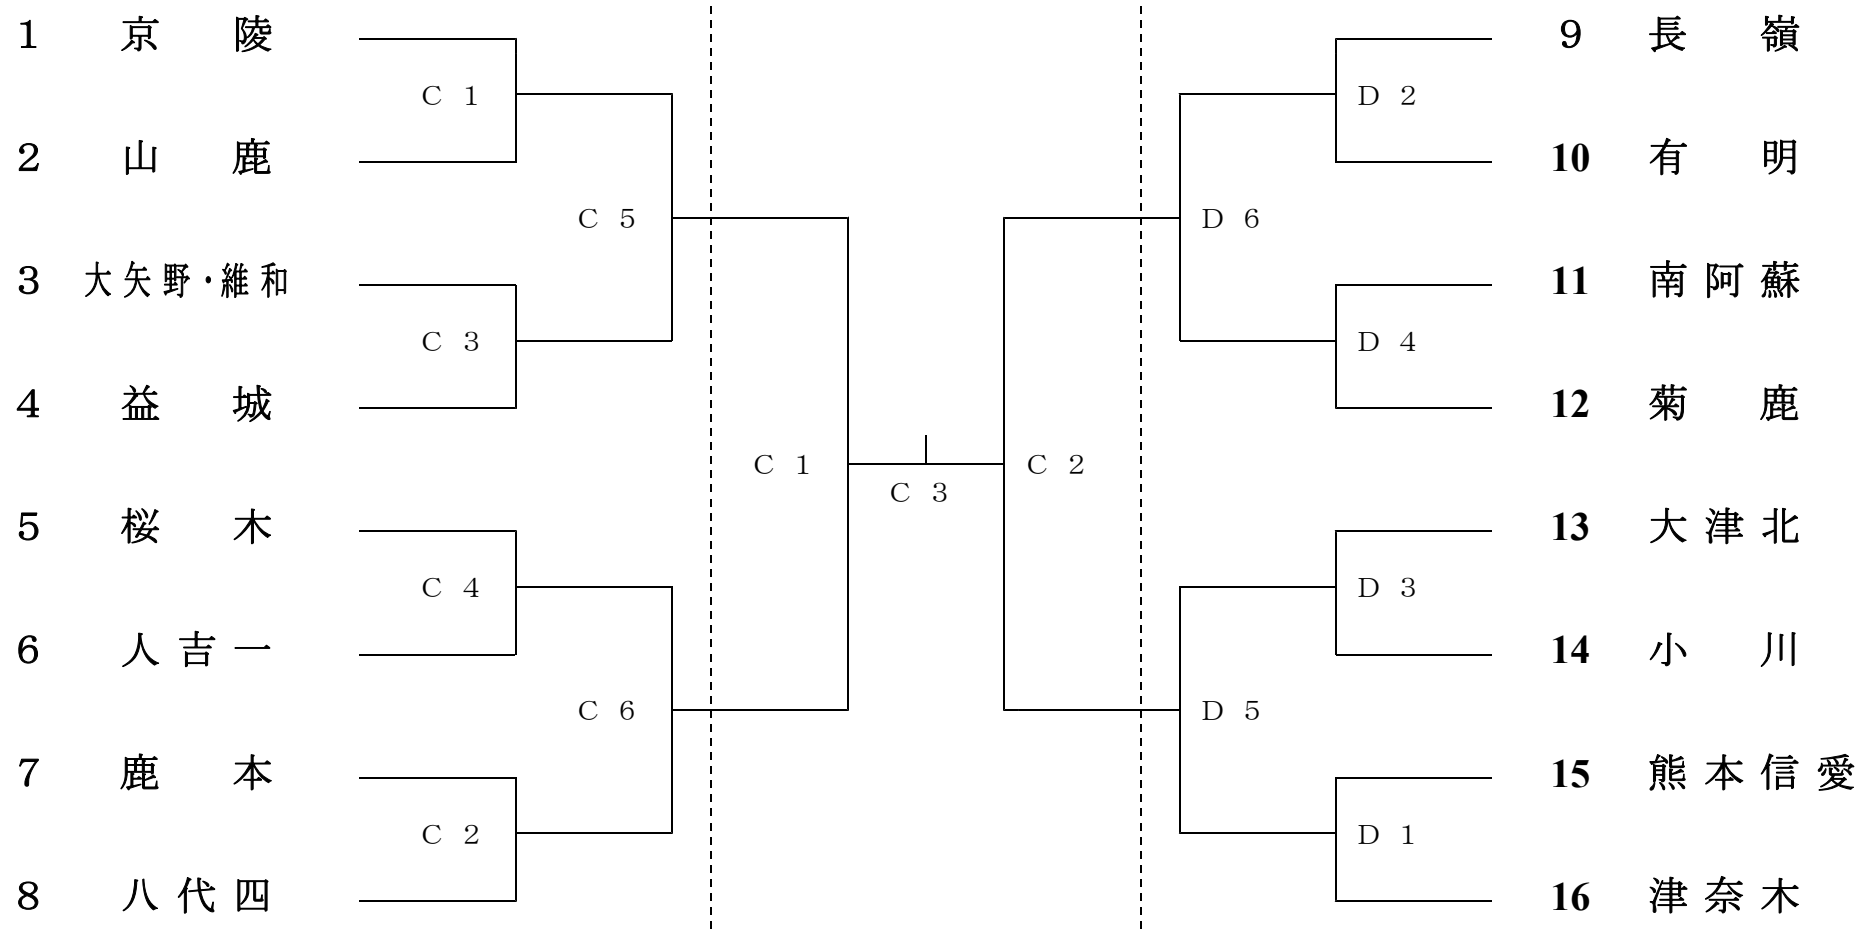 1 京陵
C 1
2 山鹿
C 5
3 大矢野・維和
C 3
4 益城
C 1
5 桜木
C 4
6 人吉一
C 6
7 鹿本
C 2
8 八代四
C 3
9 長嶺
D 2
10 有明
D 6
11 南阿蘇
D 4
12 菊鹿
C 2
13 大津北
D 3
14 小川
D 5
15 熊本信愛
D 1
16 津奈木